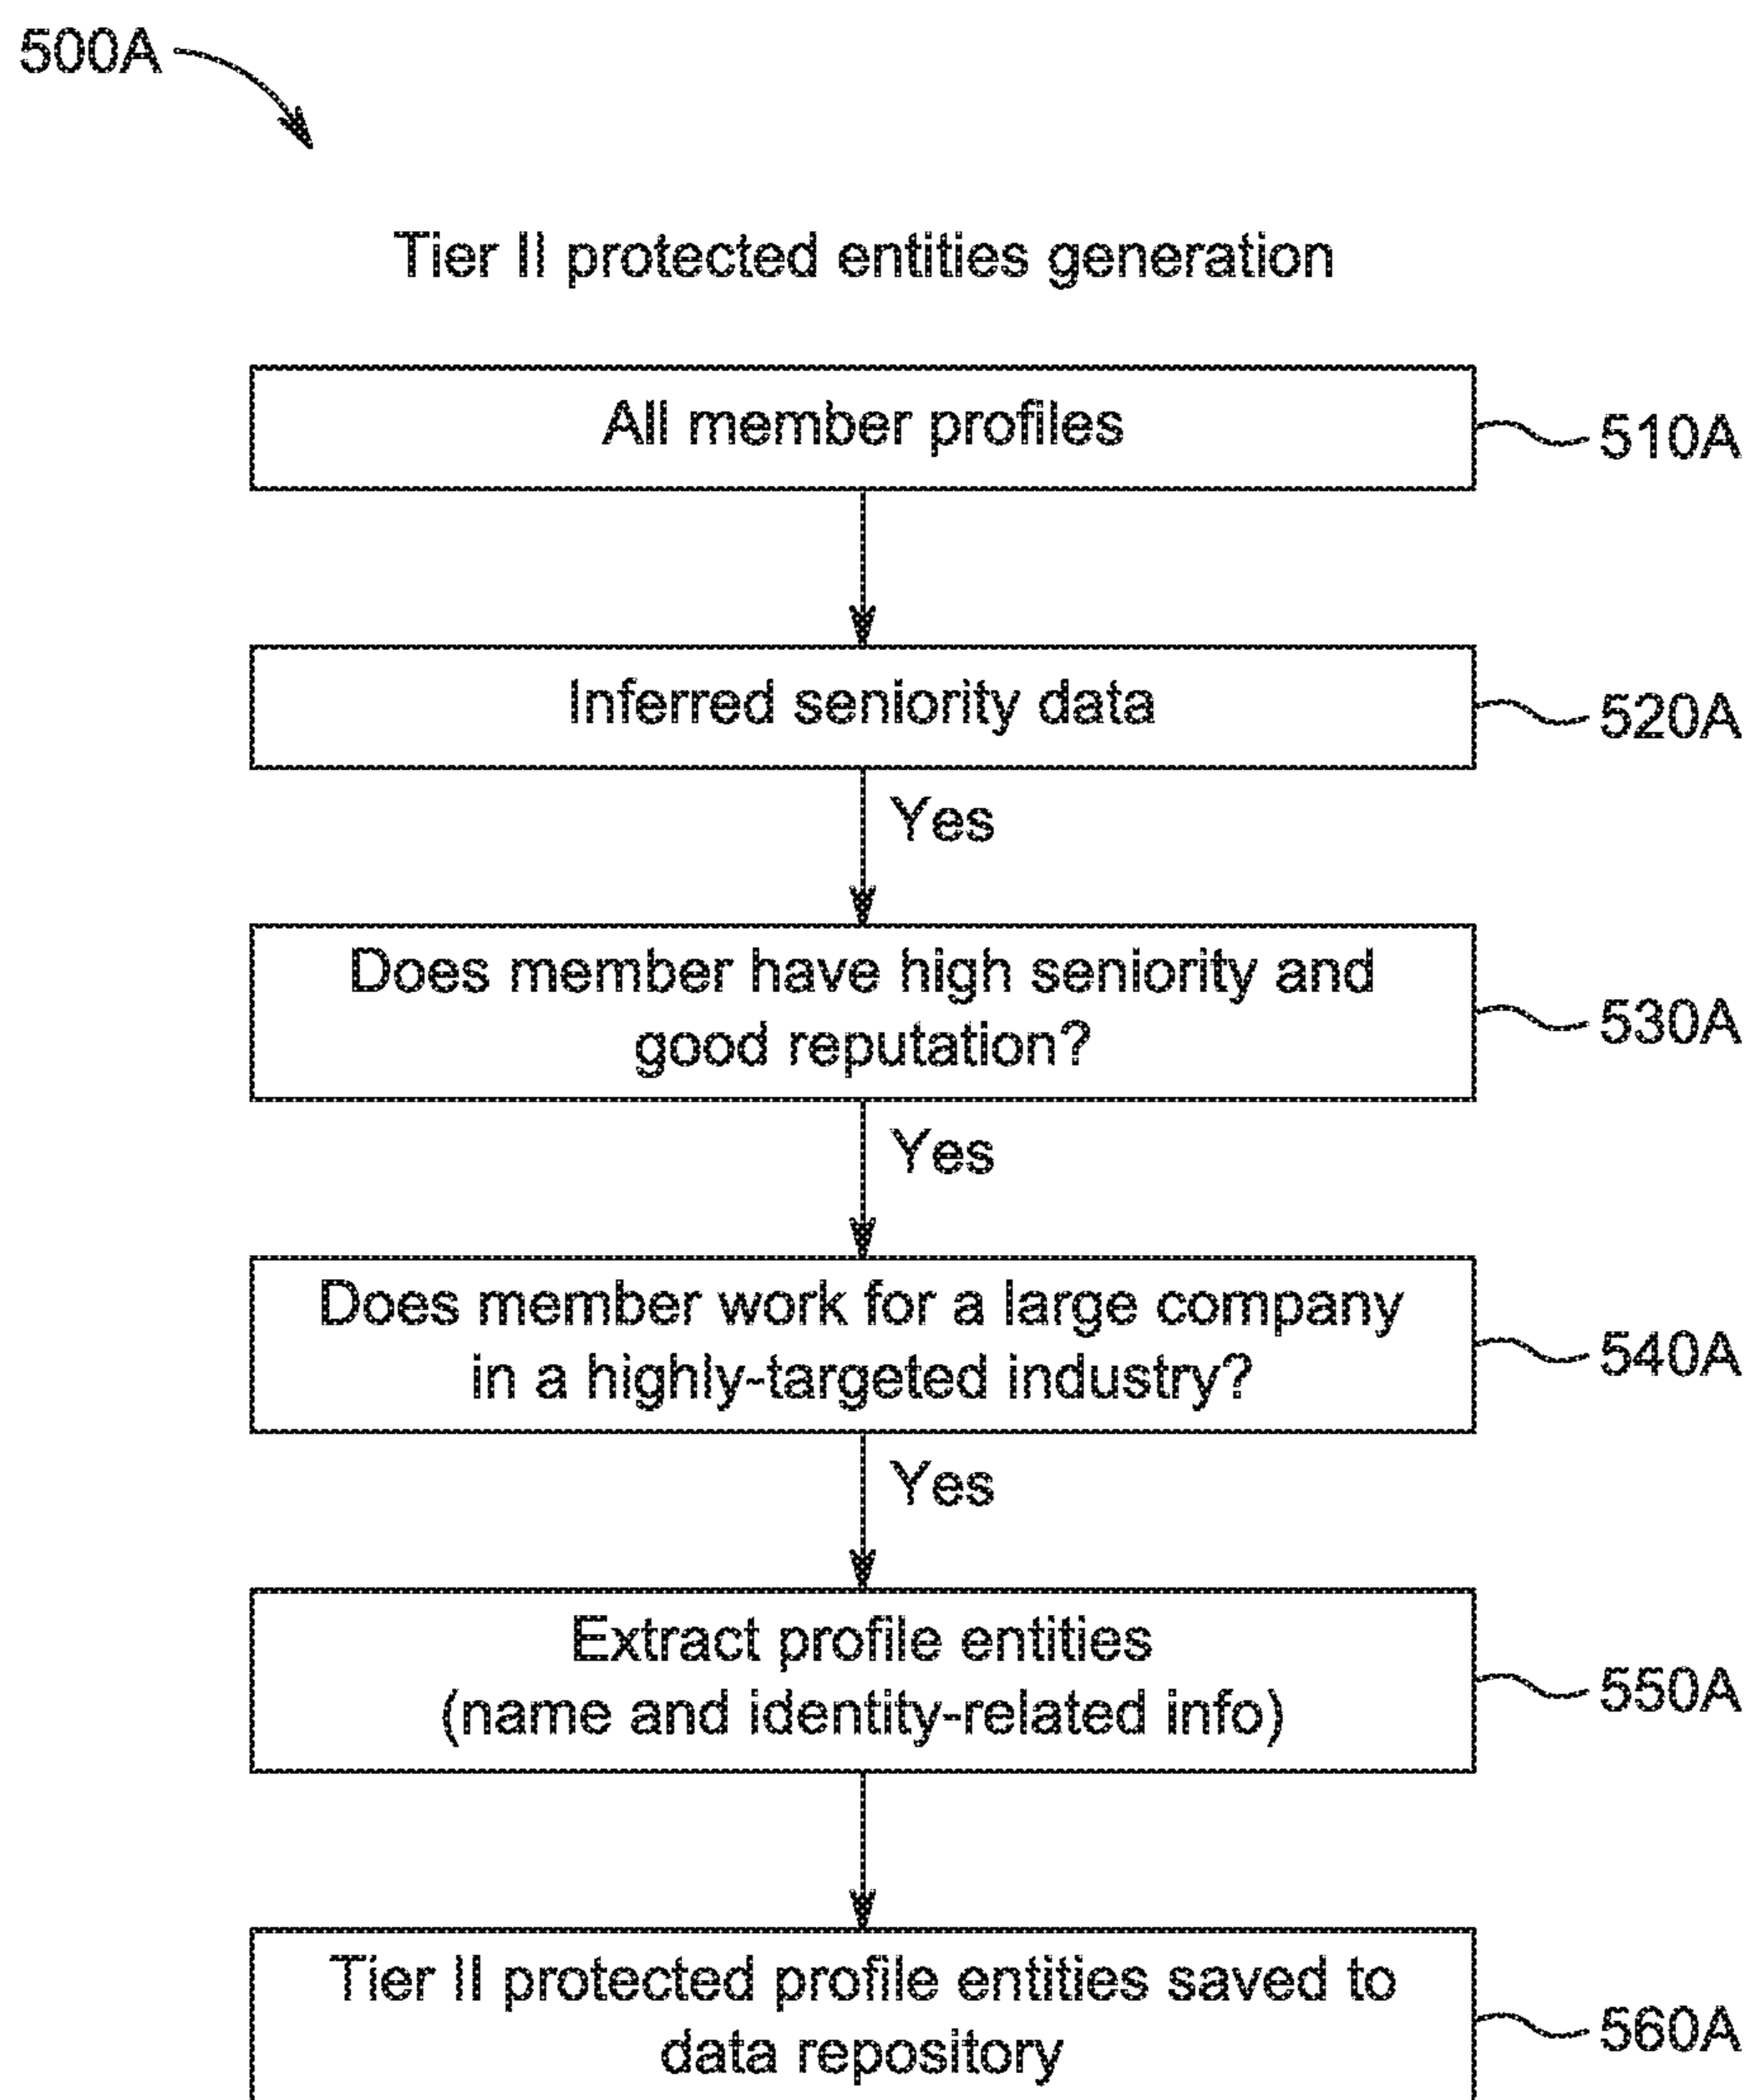 500A
Tier II protected entities generation
All member profiles
510A
Inferred seniority data
520A
Yes
Does member have high seniority and
good reputation?
530A
Yes
Does member work for a large company
in a highly-targeted industry?
540A
Yes
Extract profile entities
(name and identity-related info)
550A
Tier II protected profile entities saved to
data repository
560A